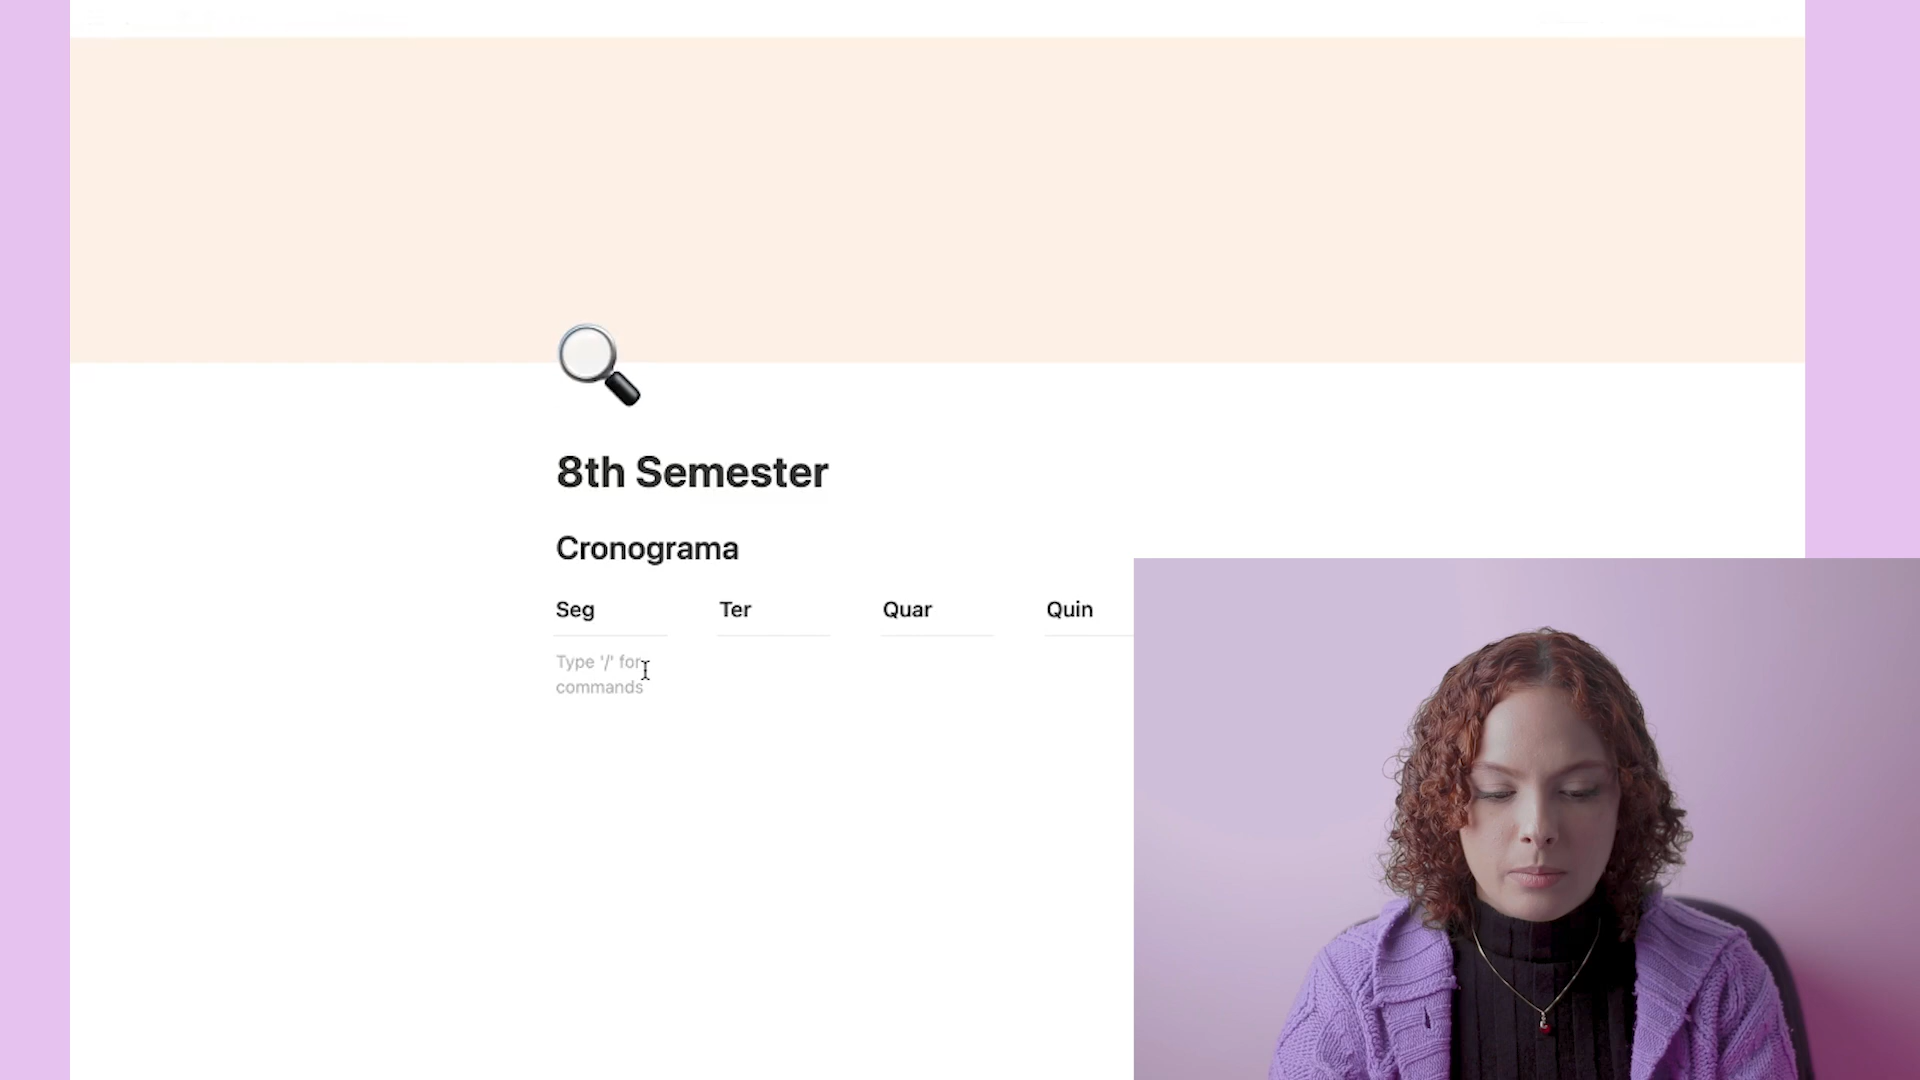 8th Semester
Cronograma
Seg Ter Quar Quin
Type '/' for
commands